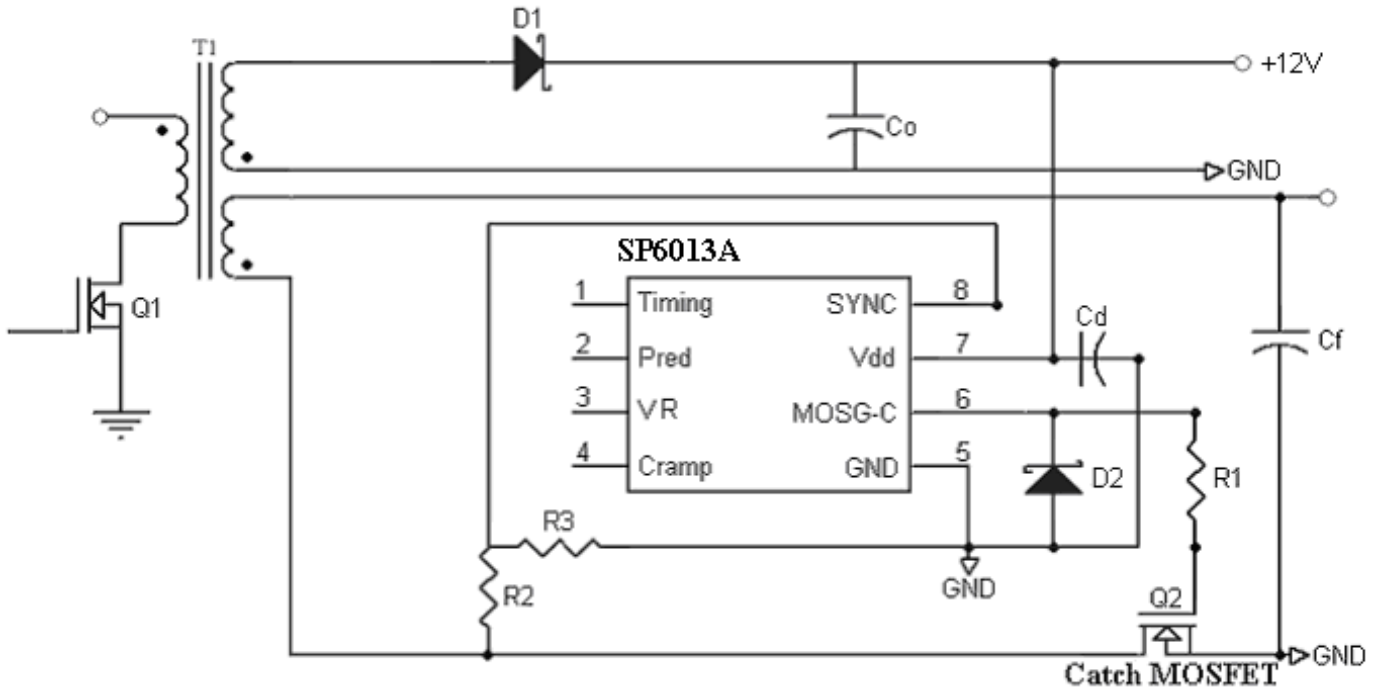 D1
T1
+12V
Co
GND
SP6013A
1 Timing SYNC 8
2 Pred Vdd 7
3 VR MOSG-C 6
4 Cramp GND 5
Cd
Cf
Q1
D2
R1
R3
GND
R2
Q2
GND
Catch MOSFET